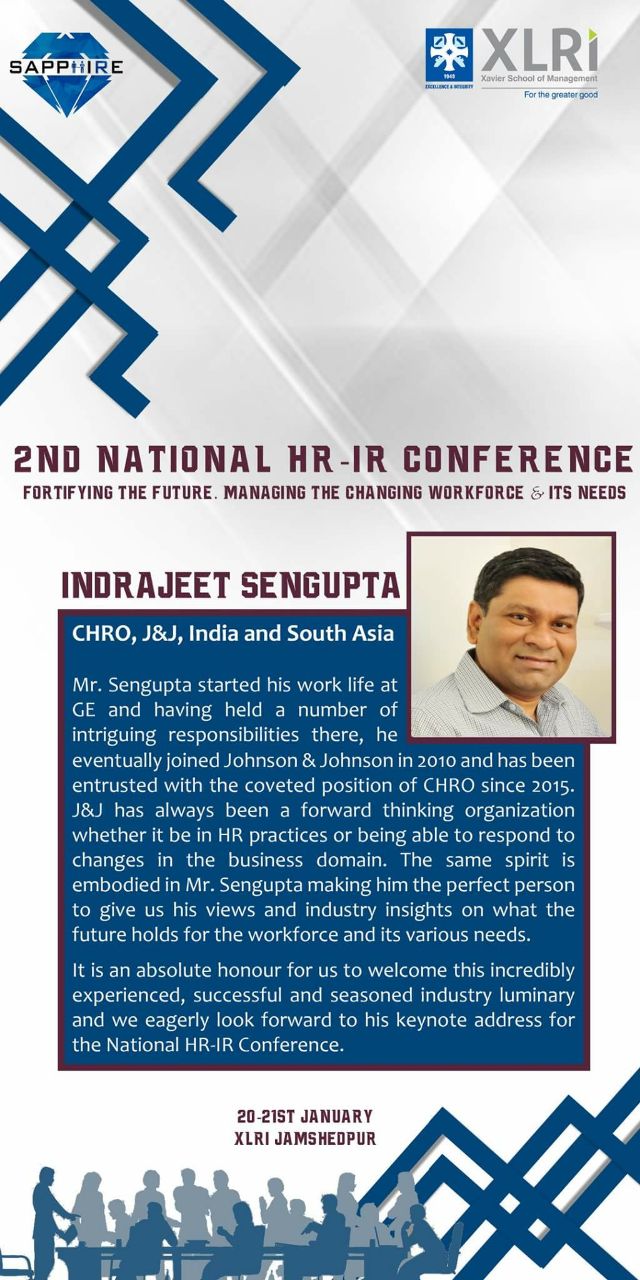 SAPPHIRE
1949
EXCELLENCE & INTEGRITY
XLRi
Xavier School of Management
For the greater good
2ND NATIONAL HR-IR CONFERENCE
FORTIFYING THE FUTURE. MANAGING THE CHANGING WORKFORCE & ITS NEEDS
INDRAJEET SENGUPTA
CHRO, J&J, India and South Asia
Mr. Sengupta started his work life at
GE and having held a number of
intriguing responsibilities there, he
eventually joined Johnson & Johnson in 2010 and has been
entrusted with the coveted position of CHRO since 2015.
J&J has always been a forward thinking organization
whether it be in HR practices or being able to respond to
changes in the business domain. The same spirit is
embodied in Mr. Sengupta making him the perfect person
to give us his views and industry insights on what the
future holds for the workforce and its various needs.
It is an absolute honour for us to welcome this incredibly
experienced, successful and seasoned industry luminary
and we eagerly look forward to his keynote address for
the National HR-IR Conference.
20-21ST JANUARY
XLRI JAMSHEDPUR